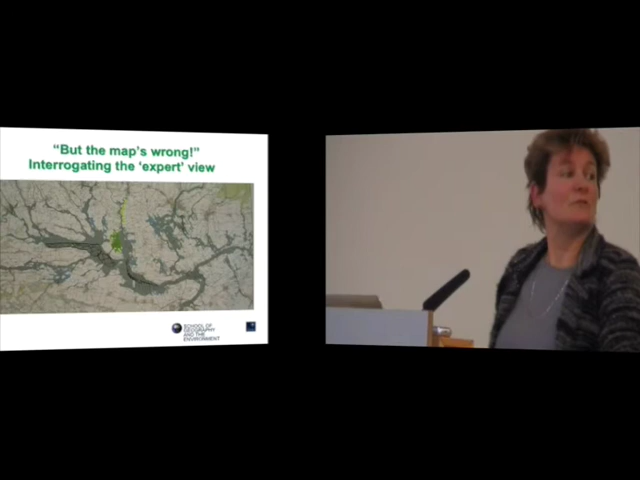 “But the map’s wrong!”
Interrogating the ‘expert’ view
SCHOOL OF
GEOGRAPHY
AND THE
ENVIRONMENT